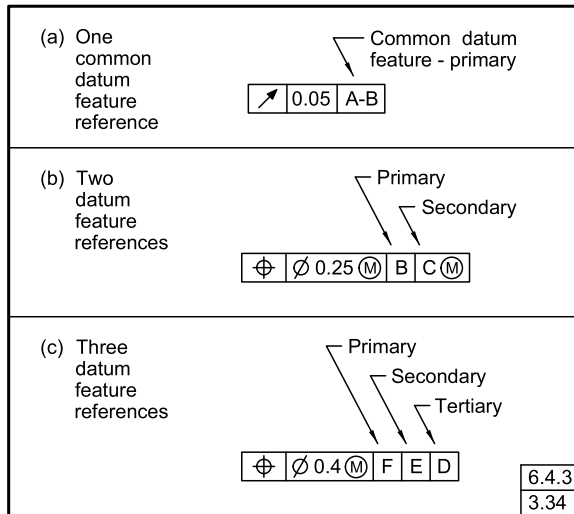 (a) One common datum feature reference
Common datum feature - primary
0.05 A-B
(b) Two datum feature references
Primary
Secondary
⌖ ⌀ 0.25 Ⓜ B C Ⓜ
(c) Three datum feature references
Primary
Secondary
Tertiary
⌖ ⌀ 0.4 Ⓜ F E D
6.4.3
3.34